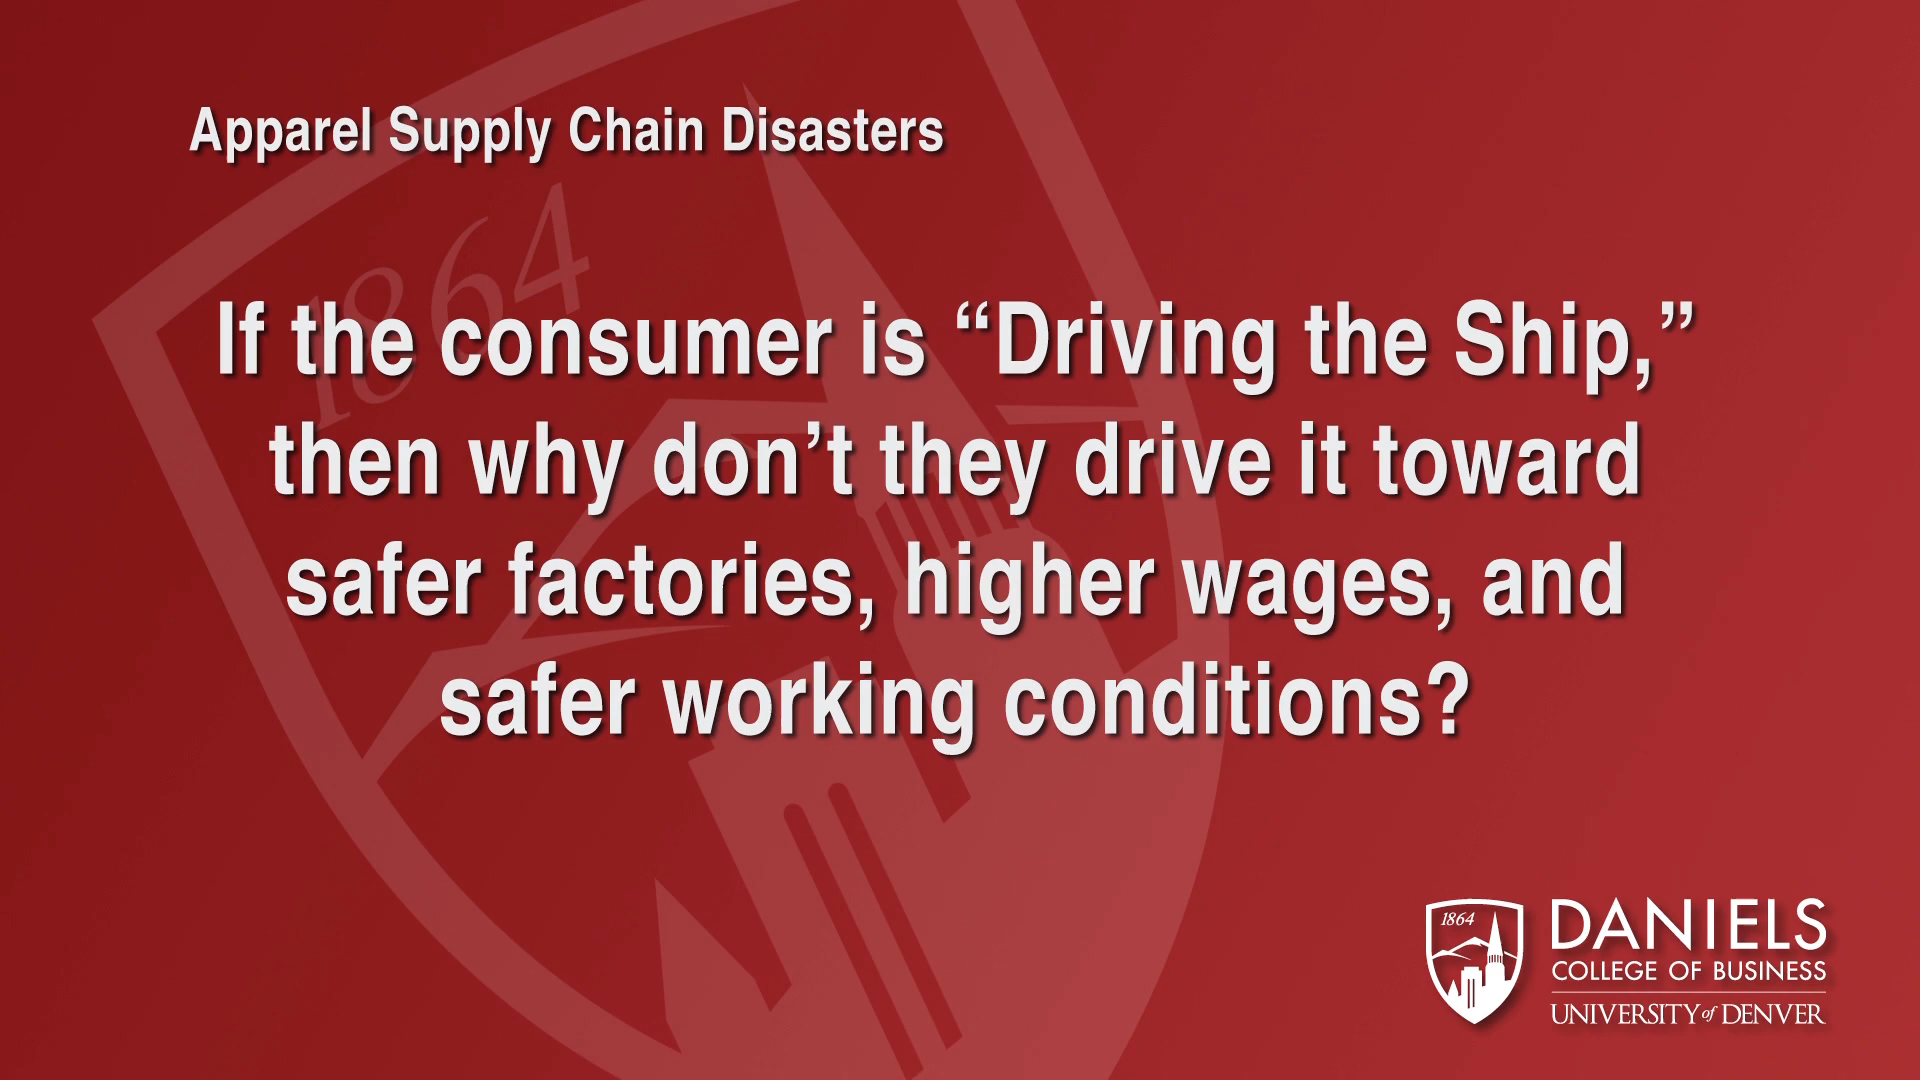 Apparel Supply Chain Disasters
1864
If the consumer is “Driving the Ship,”
then why don’t they drive it toward
safer factories, higher wages, and
safer working conditions?
1864
DANIELS
COLLEGE OF BUSINESS
UNIVERSITY of DENVER